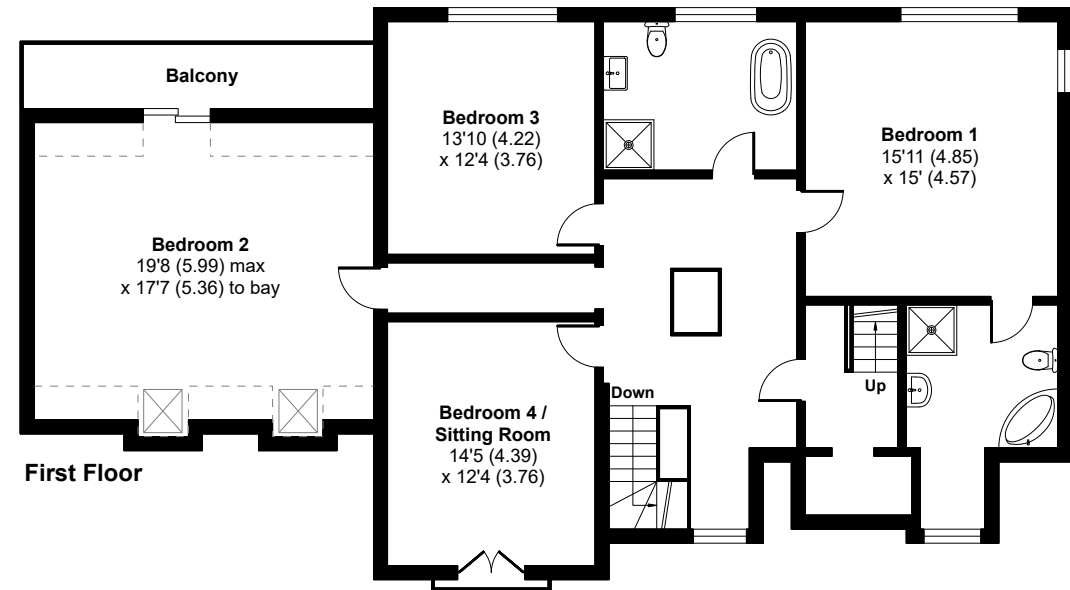 Balcony
Bedroom 3
13'10 (4.22)
x 12'4 (3.76)
Bedroom 1
15'11 (4.85)
x 15' (4.57)
Bedroom 2
19'8 (5.99) max
x 17'7 (5.36) to bay
Up
Down
Bedroom 4 /
Sitting Room
14'5 (4.39)
x 12'4 (3.76)
First Floor